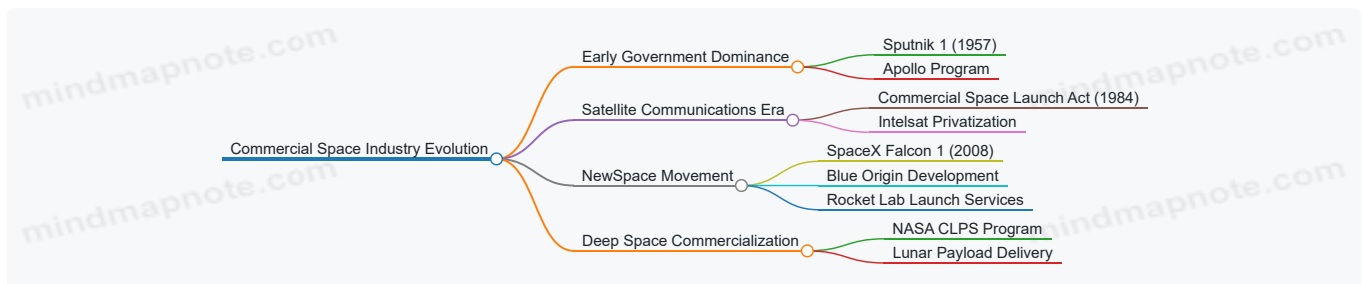 mindmapnote.com
mindmapnote.com
Commercial Space Industry Evolution
Early Government Dominance
Sputnik 1 (1957)
Apollo Program
Satellite Communications Era
Commercial Space Launch Act (1984)
Intelsat Privatization
NewSpace Movement
SpaceX Falcon 1 (2008)
Blue Origin Development
Rocket Lab Launch Services
Deep Space Commercialization
NASA CLPS Program
Lunar Payload Delivery
mindmapnote.com
mindmapnote.com